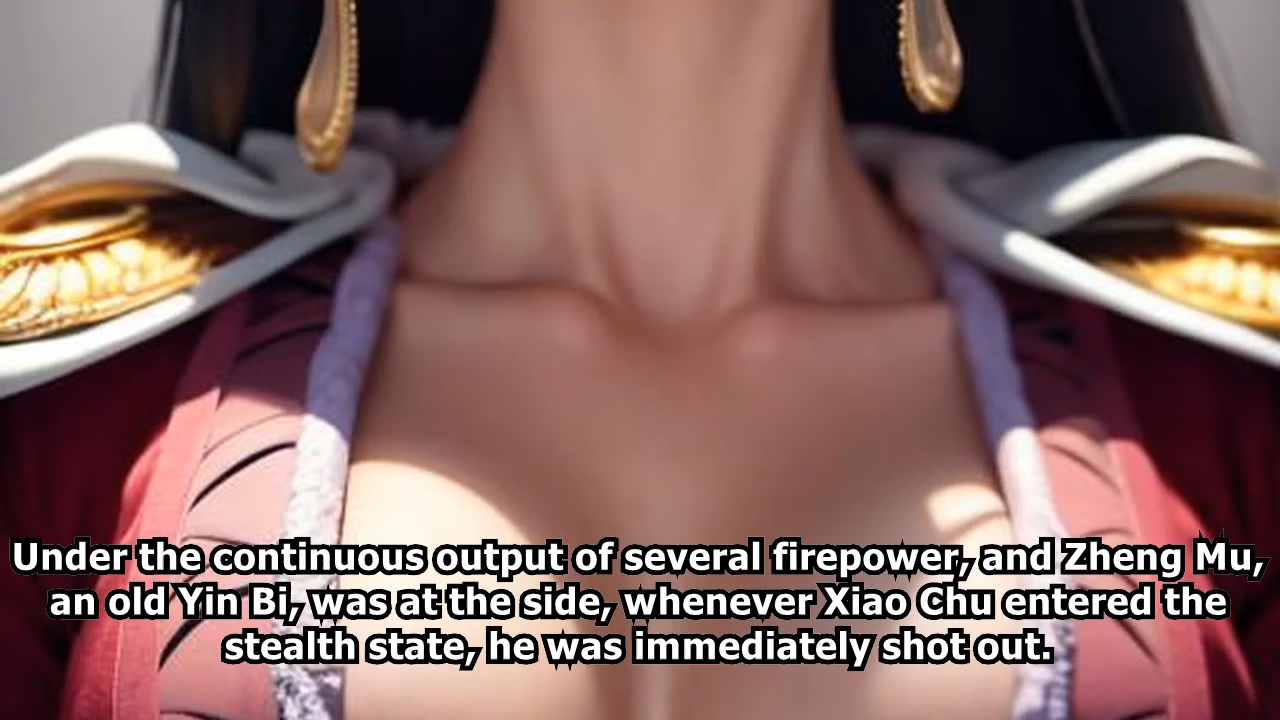 Under the continuous output of several firepower, and Zheng Mu,
an old Yin Bi, was at the side, whenever Xiao Chu entered the
stealth state, he was immediately shot out.